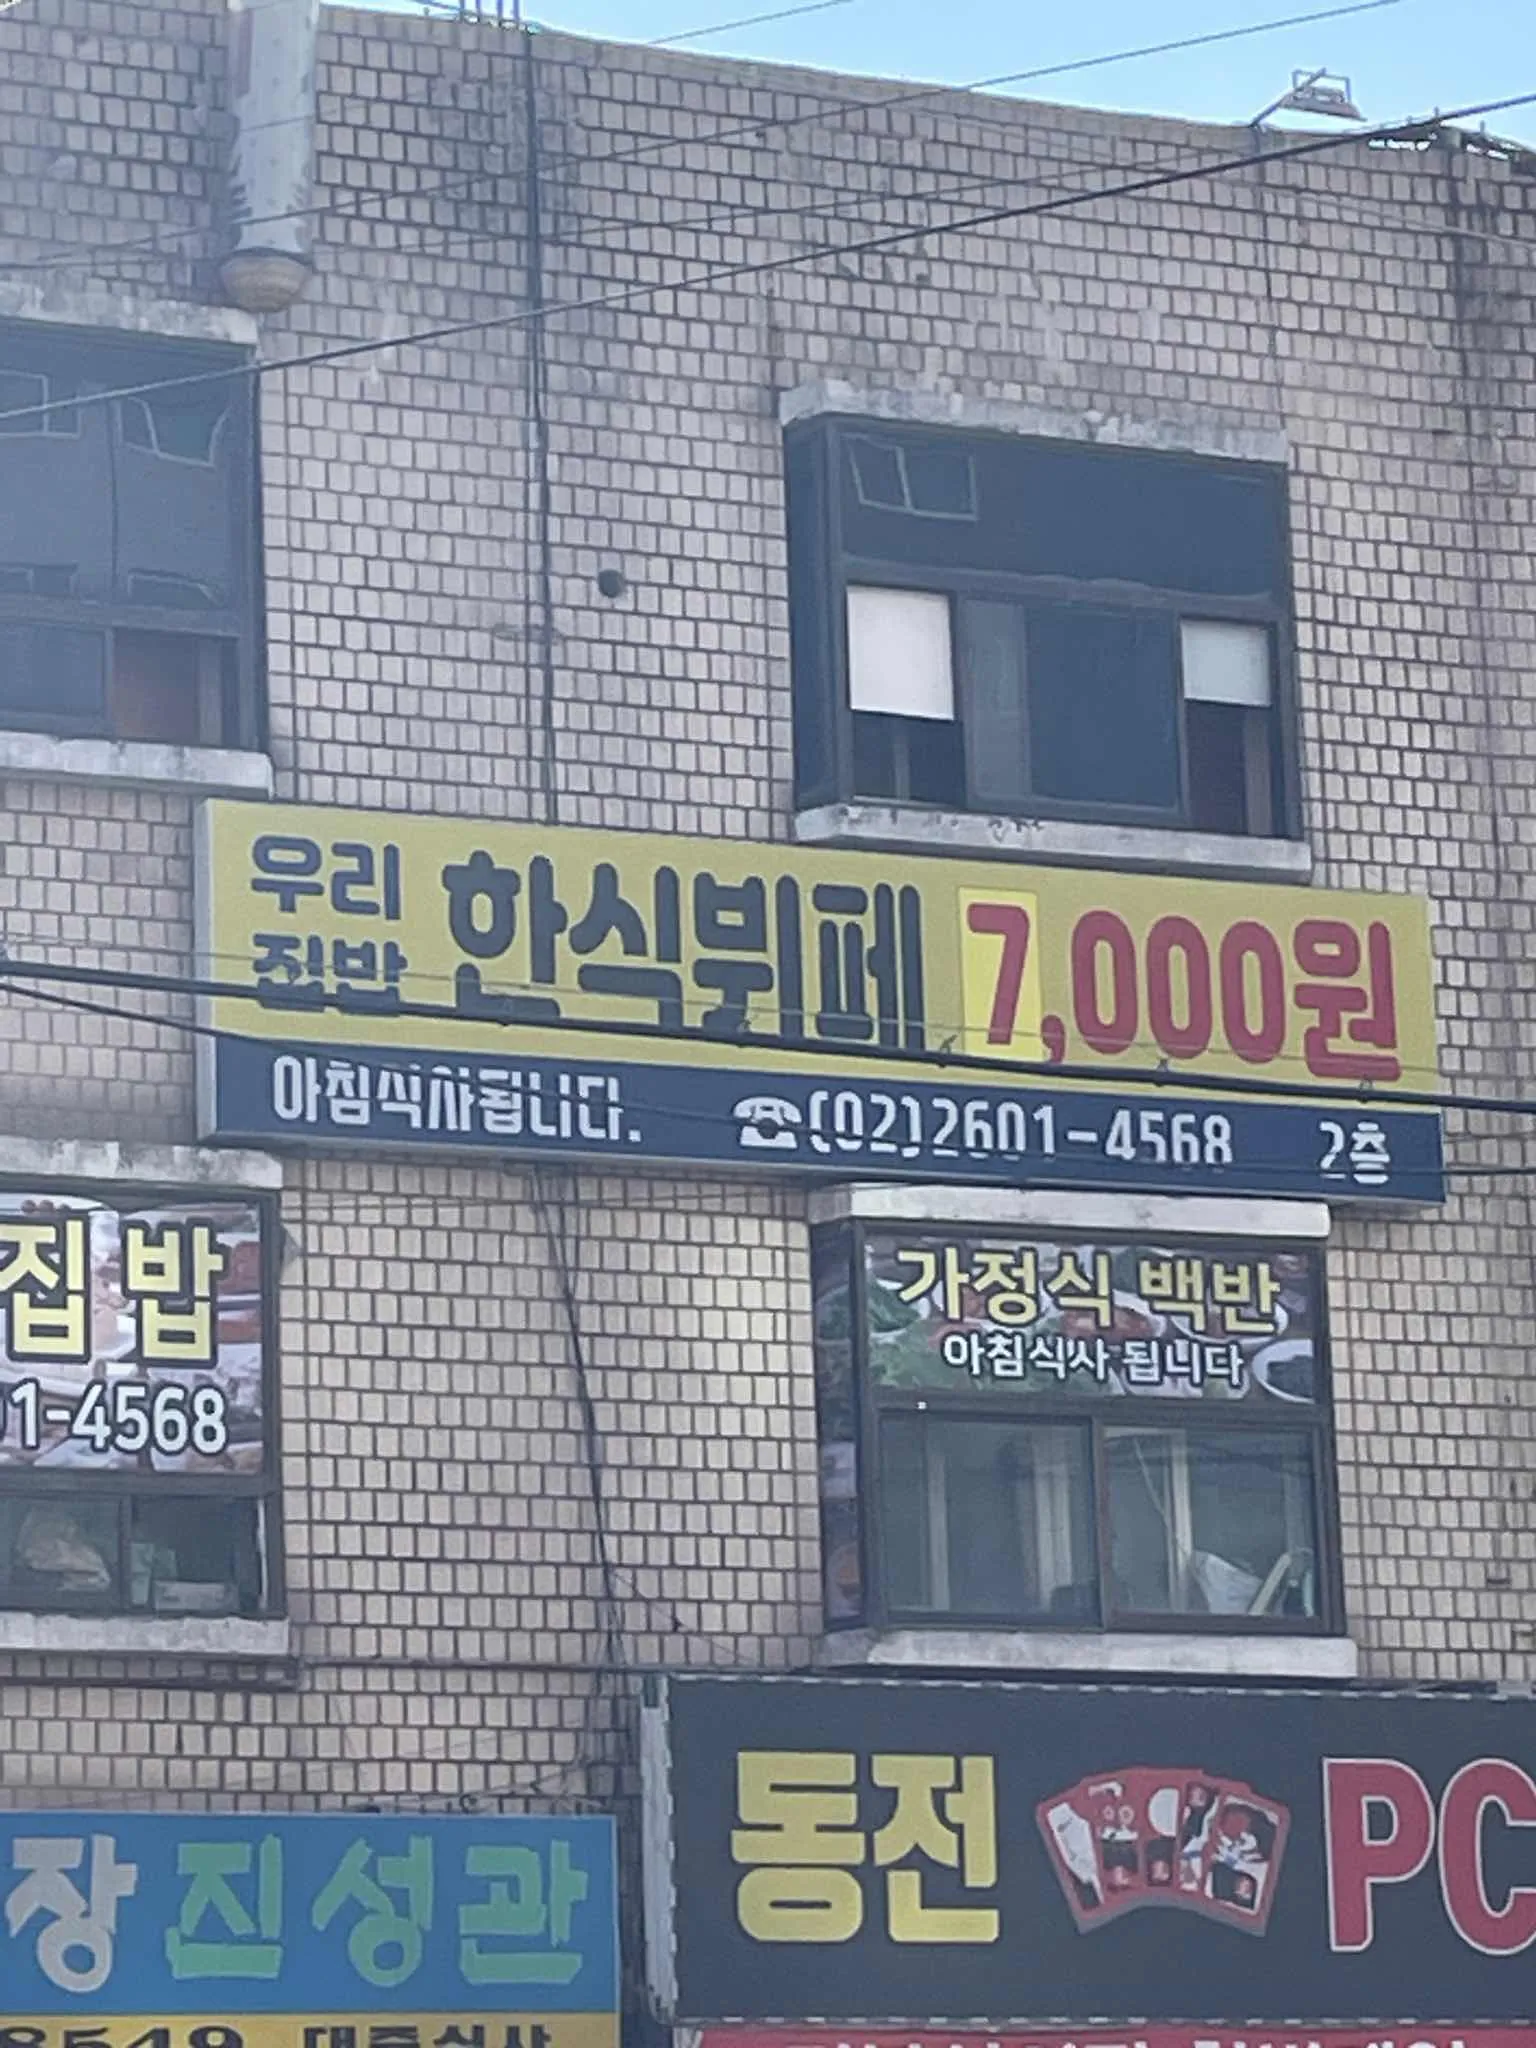 우리
집밥
한식뷔페 7,000원
아침식사됩니다. ☎(02)2601-4568 2층
집밥
01-4568
가정식 백반
아침식사 됩니다
장 진성관
동전 PC
8549